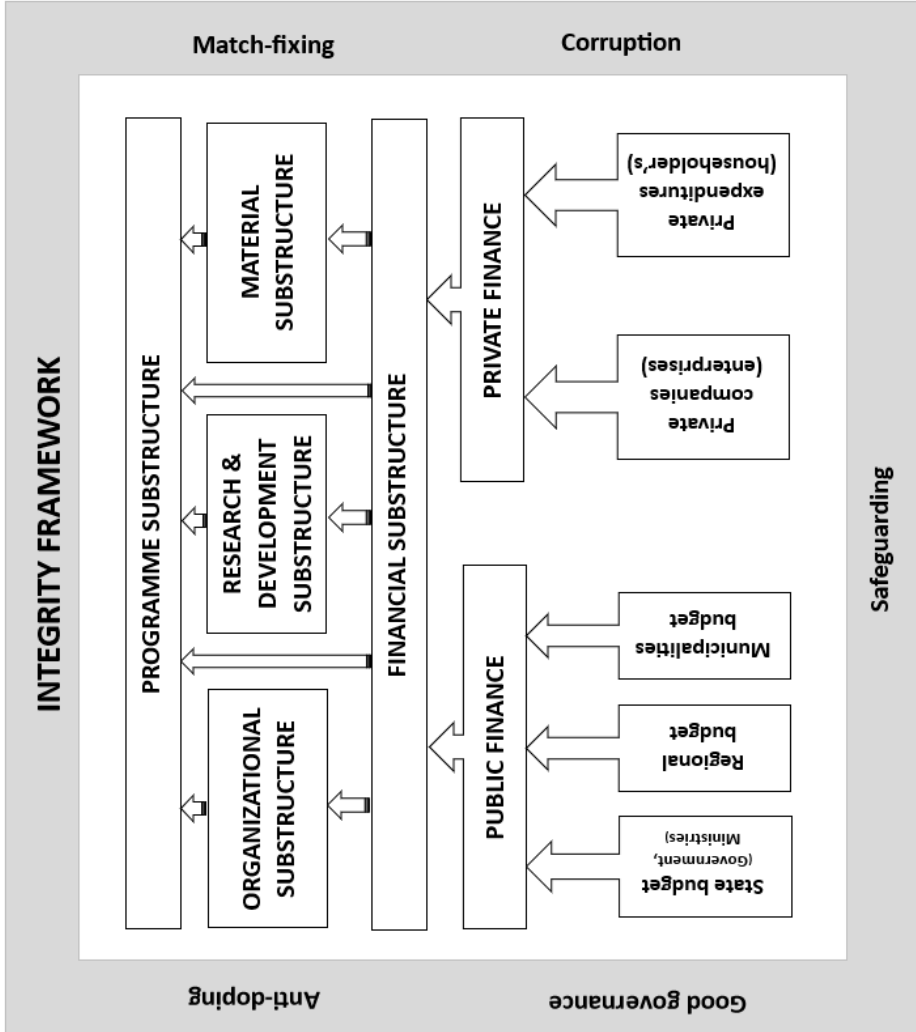 Match-fixing
Corruption
INTEGRITY FRAMEWORK
PROGRAMME SUBSTRUCTURE
ORGANIZATIONAL
SUBSTRUCTURE
RESEARCH &
DEVELOPMENT
SUBSTRUCTURE
MATERIAL
SUBSTRUCTURE
FINANCIAL SUBSTRUCTURE
PUBLIC FINANCE
PRIVATE FINANCE
State budget
(Government,
Ministries)
Regional
budget
Municipalities
budget
Private
companies
(enterprises)
Private
expenditures
(householder's)
Safeguarding
Anti-doping
Good governance